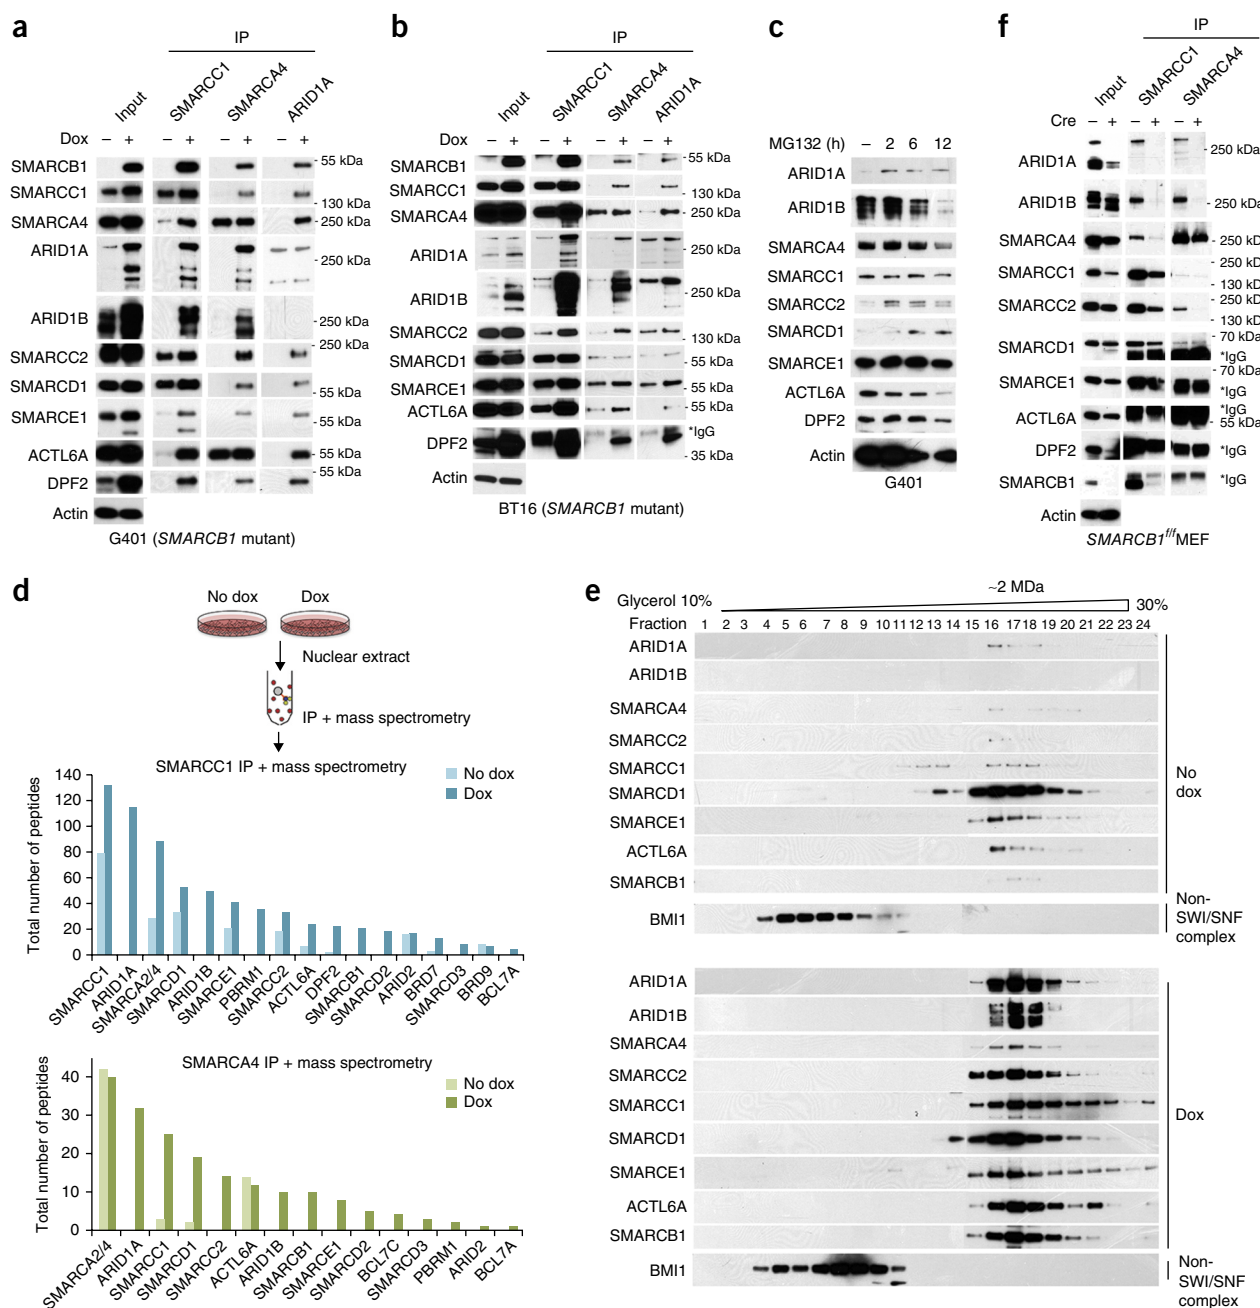 a
IP
Input
SMARCC1
SMARCA4
ARID1A
Dox – + – + – + – +
SMARCB1
55 kDa
SMARCC1
130 kDa
SMARCA4
250 kDa
ARID1A
250 kDa
ARID1B
250 kDa
SMARCC2
250 kDa
SMARCD1
55 kDa
SMARCE1
ACTL6A
55 kDa
55 kDa
DPF2
Actin
G401 (SMARCB1 mutant)
b
IP
Input
SMARCC1
SMARCA4
ARID1A
Dox – + – + – + – +
SMARCB1
55 kDa
SMARCC1
130 kDa
SMARCA4
250 kDa
ARID1A
250 kDa
ARID1B
250 kDa
SMARCC2
130 kDa
SMARCD1
55 kDa
SMARCE1
55 kDa
ACTL6A
55 kDa
*IgG
DPF2
35 kDa
Actin
BT16 (SMARCB1 mutant)
c
MG132 (h) – 2 6 12
ARID1A
ARID1B
SMARCA4
SMARCC1
SMARCC2
SMARCD1
SMARCE1
ACTL6A
DPF2
Actin
G401
f
IP
Input
SMARCC1
SMARCA4
Cre – + – + – +
250 kDa
ARID1A
ARID1B
250 kDa
SMARCA4
250 kDa
130 kDa
SMARCC1
250 kDa
SMARCC2
130 kDa
70 kDa
SMARCD1
*IgG
70 kDa
SMARCE1
*IgG
*IgG
ACTL6A
55 kDa
DPF2
*IgG
SMARCB1
*IgG
Actin
SMARCB1f/fMEF
d
No dox
Dox
Nuclear extract
IP + mass spectrometry
SMARCC1 IP + mass spectrometry
No dox
Dox
Total number of peptides
140
120
100
80
60
40
20
0
SMARCC1
ARID1A
SMARCA2/4
SMARCD1
ARID1B
SMARCE1
PBRM1
SMARCC2
ACTL6A
DPF2
SMARCB1
SMARCD2
ARID2
BRD7
SMARCD3
BRD9
BCL7A
SMARCA4 IP + mass spectrometry
No dox
Dox
Total number of peptides
40
30
20
10
0
SMARCA2/4
ARID1A
SMARCC1
SMARCD1
SMARCC2
ACTL6A
ARID1B
SMARCB1
SMARCE1
SMARCD2
BCL7C
SMARCD3
PBRM1
ARID2
BCL7A
e
~2 MDa
Glycerol 10%
30%
Fraction
1 2 3 4 5 6 7 8 9 10 11 12 13 14 15 16 17 18 19 20 21 22 23 24
ARID1A
ARID1B
SMARCA4
SMARCC2
SMARCC1
SMARCD1
SMARCE1
ACTL6A
SMARCB1
No dox
BMI1
Non-SWI/SNF complex
ARID1A
ARID1B
SMARCA4
SMARCC2
SMARCC1
SMARCD1
SMARCE1
ACTL6A
SMARCB1
Dox
BMI1
Non-SWI/SNF complex